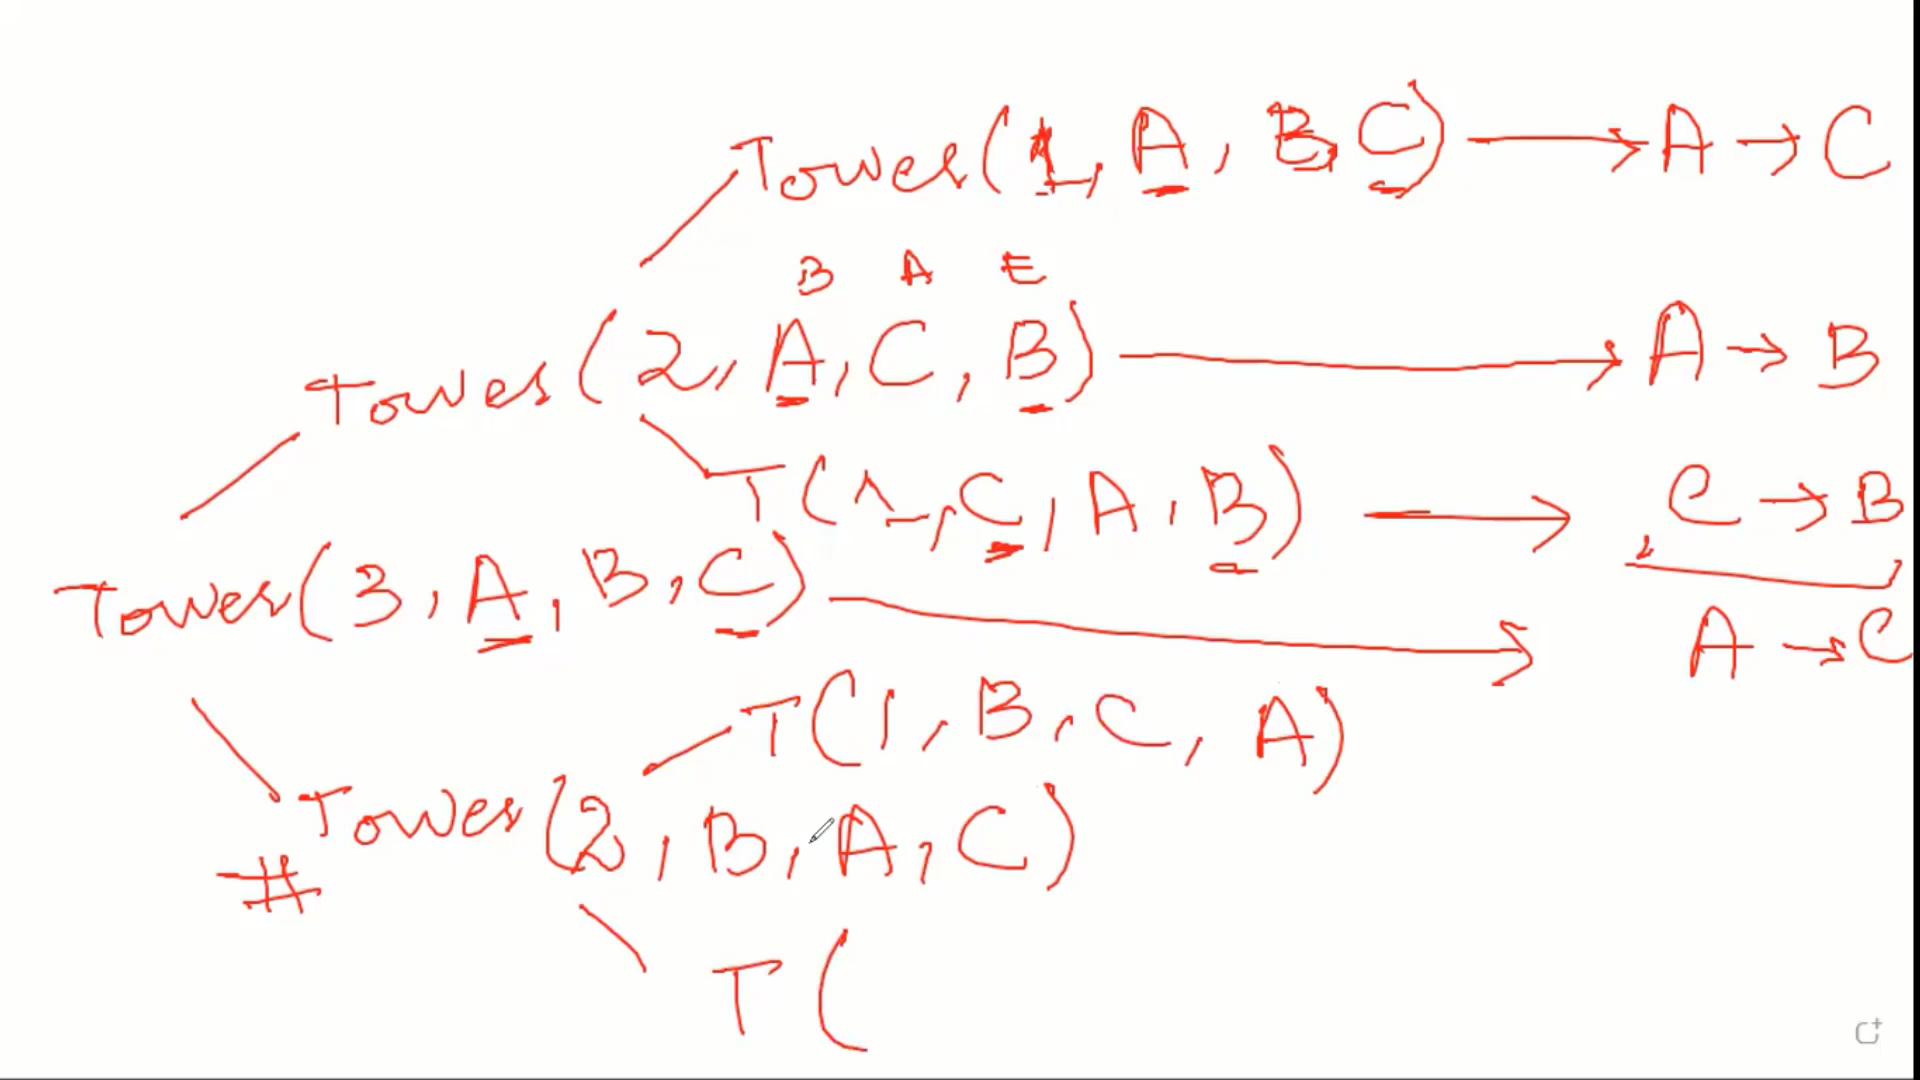 Tower(1, A, B, C) → A → C
B A E
Tower(2, A, C, B) → A → B
T(1, C, A, B) → C → B
Tower(3, A, B, C) → A → C
T(1, B, C, A)
Tower(2, B, A, C)
#
T(